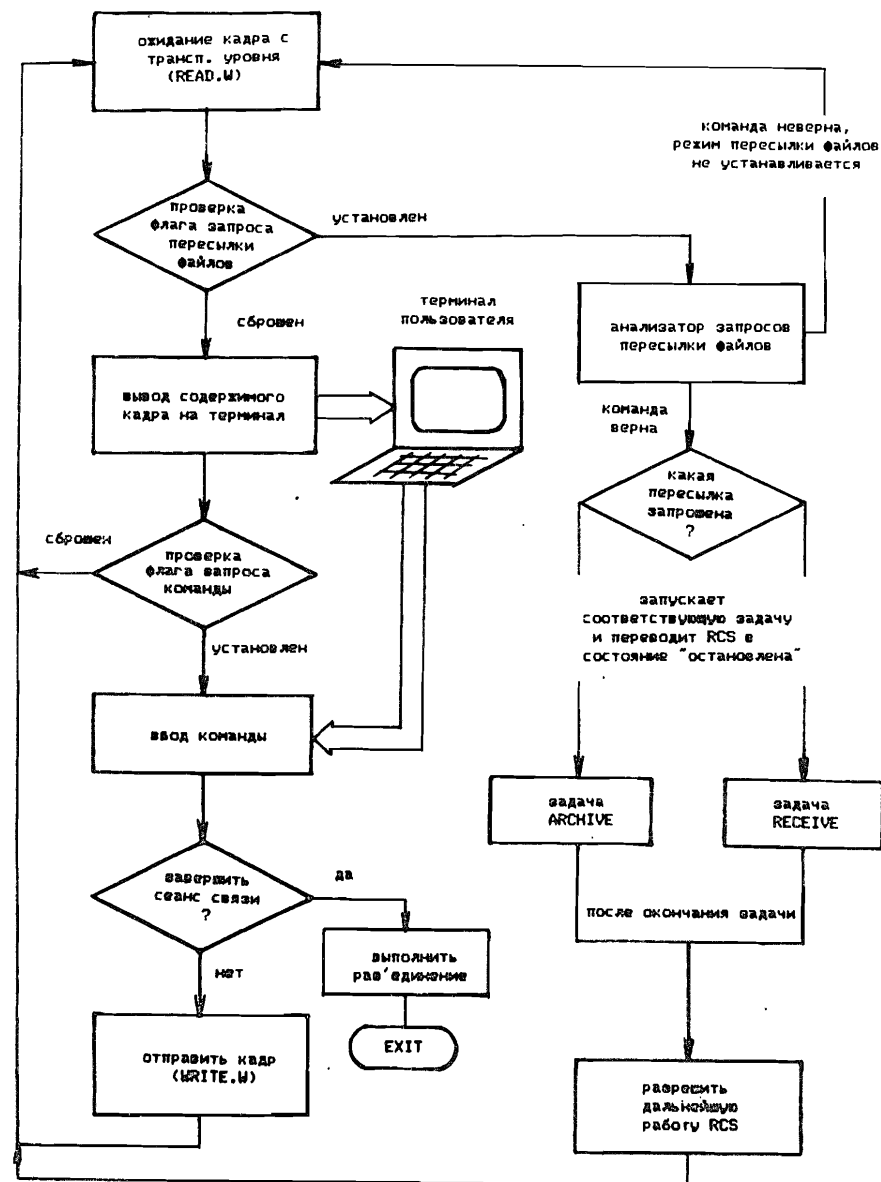 ожидание кадра с
трансп. уровня
(READ.W)
команда неверна,
режим пересылки файлов
не устанавливается
проверка
флага запроса
пересылки
файлов
установлен
сброшен
терминал
пользователя
анализатор запросов
пересылки файлов
вывод содержимого
кадра на терминал
команда
верна
какая
пересылка
запрошена
?
сброшен
проверка
флага запроса
команды
установлен
запускает
соответствующую задачу
и переводит RCS в
состояние "остановлена"
ввод команды
задача
ARCHIVE
задача
RECEIVE
завершить
сеанс связи
?
да
нет
после окончания задачи
выполнить
раз'единение
EXIT
отправить кадр
(WRITE.W)
разрешить
дальнейшую
работу RCS